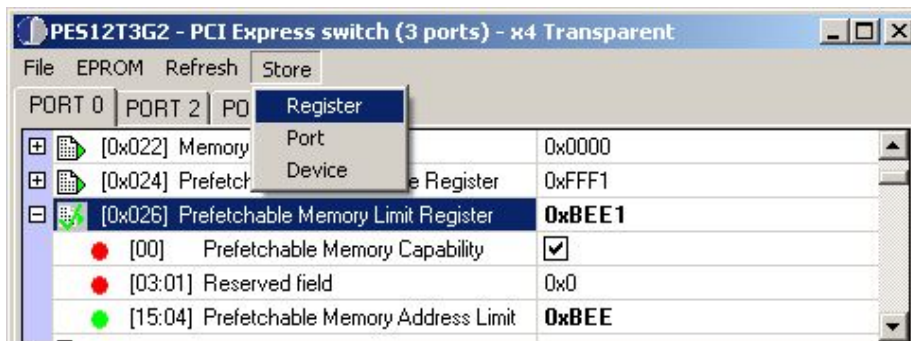 PES12T3G2 - PCI Express switch (3 ports) - x4 Transparent
File EPROM Refresh Store
PORT 0 PORT 2 PO
Register
Port
Device
[0x022] Memory 0x0000
[0x024] Prefetch e Register 0xFFF1
[0x026] Prefetchable Memory Limit Register 0xBEE1
[00] Prefetchable Memory Capability
[03:01] Reserved field 0x0
[15:04] Prefetchable Memory Address Limit 0xBEE